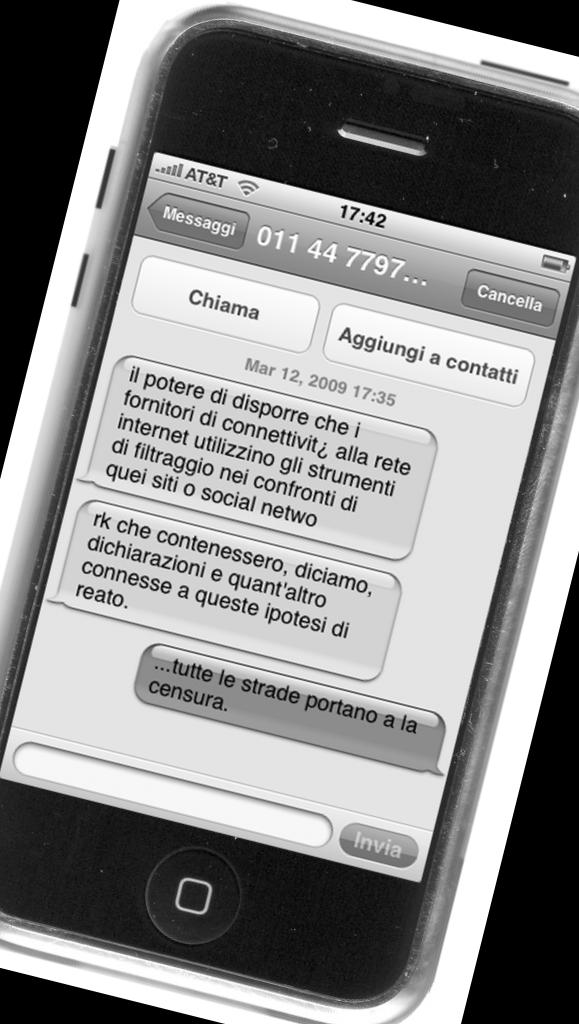 AT&T 17:42
Messaggi 011 44 7797... Cancella
Chiama Aggiungi a contatti
Mar 12, 2009 17:35
il potere di disporre che i
fornitori di connettivit¿ alla rete
internet utilizzino gli strumenti
di filtraggio nei confronti di
quei siti o social netwo
rk che contenessero, diciamo,
dichiarazioni e quant'altro
connesse a queste ipotesi di
reato.
...tutte le strade portano a la
censura.
Invia